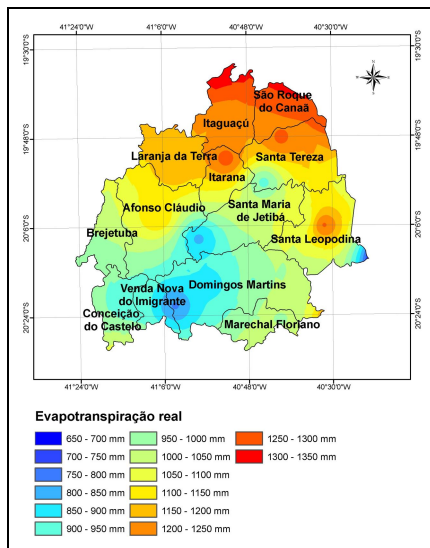 41°24'0"W 41°6'0"W 40°48'0"W 40°30'0"W
19°30'0"S 19°30'0"S
São Roque
do Canaã
Itaguaçú
19°48'0"S 19°48'0"S
Laranja da Terra
Santa Tereza
Itarana
Afonso Cláudio
Santa Maria
de Jetibá
20°6'0"S 20°6'0"S
Brejetuba
Santa Leopodina
Venda Nova
do Imigrante
Domingos Martins
20°24'0"S 20°24'0"S
Conceição
do Castelo
Marechal Floriano
41°24'0"W 41°6'0"W 40°48'0"W 40°30'0"W
Evapotranspiração real
650 - 700 mm 950 - 1000 mm 1250 - 1300 mm
700 - 750 mm 1000 - 1050 mm 1300 - 1350 mm
750 - 800 mm 1050 - 1100 mm
800 - 850 mm 1100 - 1150 mm
850 - 900 mm 1150 - 1200 mm
900 - 950 mm 1200 - 1250 mm